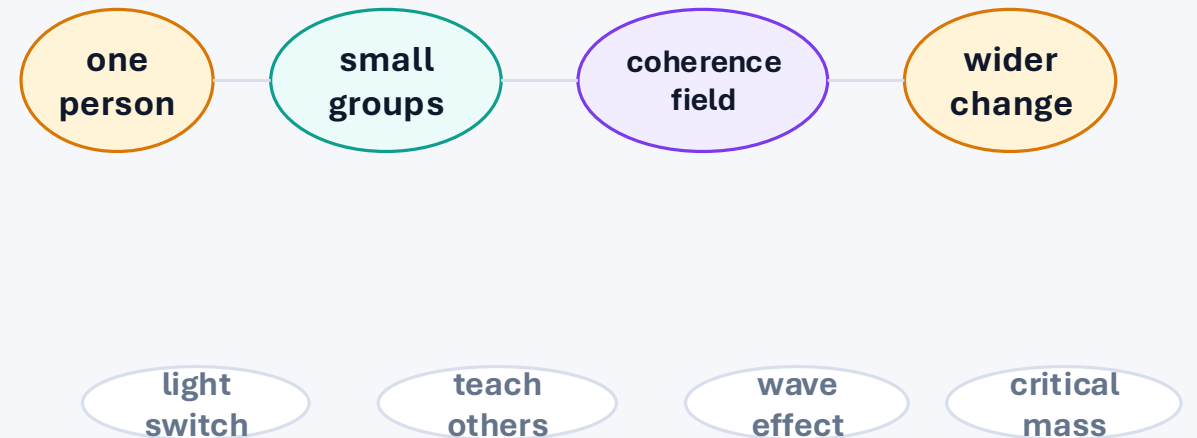 one
person
small
groups
coherence
field
wider
change
light
switch
teach
others
wave
effect
critical
mass